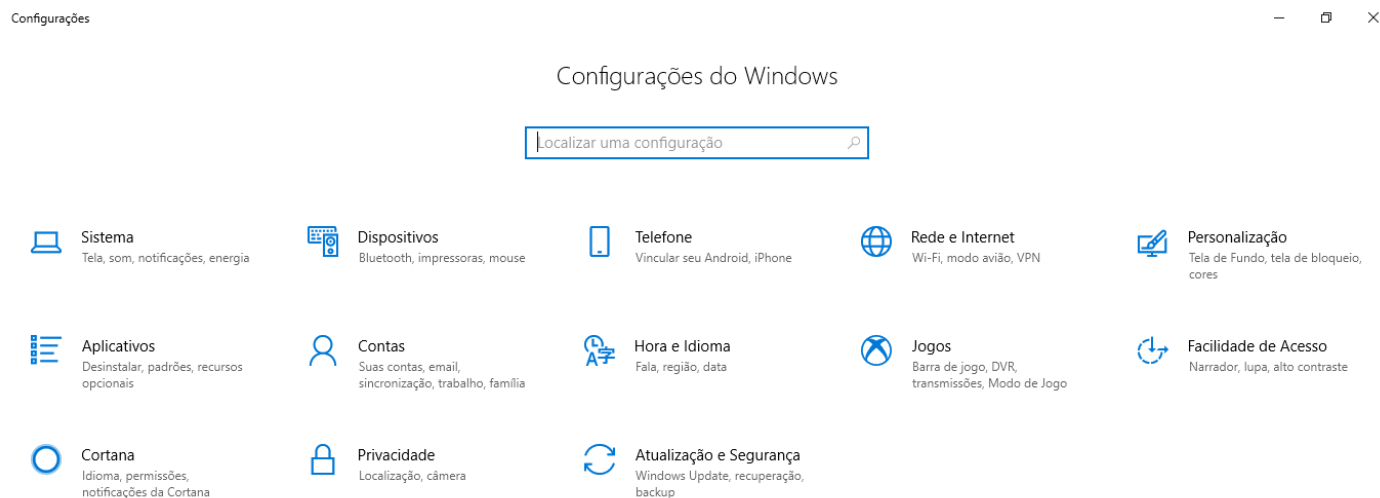 Configurações
Configurações do Windows
Localizar uma configuração
Sistema
Tela, som, notificações, energia
Dispositivos
Bluetooth, impressoras, mouse
Telefone
Vincular seu Android, iPhone
Rede e Internet
Wi-Fi, modo avião, VPN
Personalização
Tela de Fundo, tela de bloqueio,
cores
Aplicativos
Desinstalar, padrões, recursos
opcionais
Contas
Suas contas, email,
sincronização, trabalho, família
Hora e Idioma
Fala, região, data
Jogos
Barra de jogo, DVR,
transmissões, Modo de Jogo
Facilidade de Acesso
Narrador, lupa, alto contraste
Cortana
Idioma, permissões,
notificações da Cortana
Privacidade
Localização, câmera
Atualização e Segurança
Windows Update, recuperação,
backup